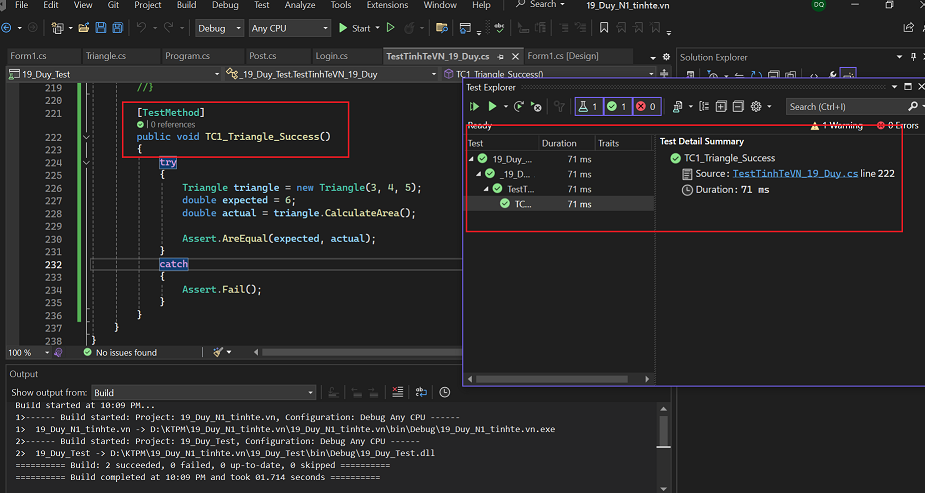 File Edit View Git Project Build Debug Test Analyze Tools Extensions Window Help Search 19_Duy_N1_tinhte.vn DQ
Debug Any CPU Start
Form1.cs Triangle.cs Program.cs Post.cs Login.cs TestTinhTeVN_19_Duy.cs Form1.cs [Design] Solution Explorer
19_Duy_Test _19_Duy_Test.TestTinhTeVN_19_Duy TC1_Triangle_Success()
219 //}
220
221 [TestMethod]
0 references
222 public void TC1_Triangle_Success()
223 {
224 try
225 {
226 Triangle triangle = new Triangle(3, 4, 5);
227 double expected = 6;
228 double actual = triangle.CalculateArea();
229
230 Assert.AreEqual(expected, actual);
231 }
232 catch
233 {
234 Assert.Fail();
235 }
236 }
237 }
238 }
100 % No issues found
Test Explorer
1 1 0 Search (Ctrl+I)
Ready 1 Warning 0 Errors
Test Duration Traits
19_Duy_... 71 ms
_19_D... 71 ms
TestT... 71 ms
TC... 71 ms
Test Detail Summary
TC1_Triangle_Success
Source: TestTinhTeVN_19_Duy.cs line 222
Duration: 71 ms
Output
Show output from: Build
Build started at 10:09 PM...
1>------ Build started: Project: 19_Duy_N1_tinhte.vn, Configuration: Debug Any CPU ------
1> 19_Duy_N1_tinhte.vn -> D:\KTPM\19_Duy_N1_tinhte.vn\19_Duy_N1_tinhte.vn\bin\Debug\19_Duy_N1_tinhte.vn.exe
2>------ Build started: Project: 19_Duy_Test, Configuration: Debug Any CPU ------
2> 19_Duy_Test -> D:\KTPM\19_Duy_N1_tinhte.vn\19_Duy_Test\bin\Debug\19_Duy_Test.dll
========== Build: 2 succeeded, 0 failed, 0 up-to-date, 0 skipped ==========
========== Build completed at 10:09 PM and took 01.714 seconds ==========